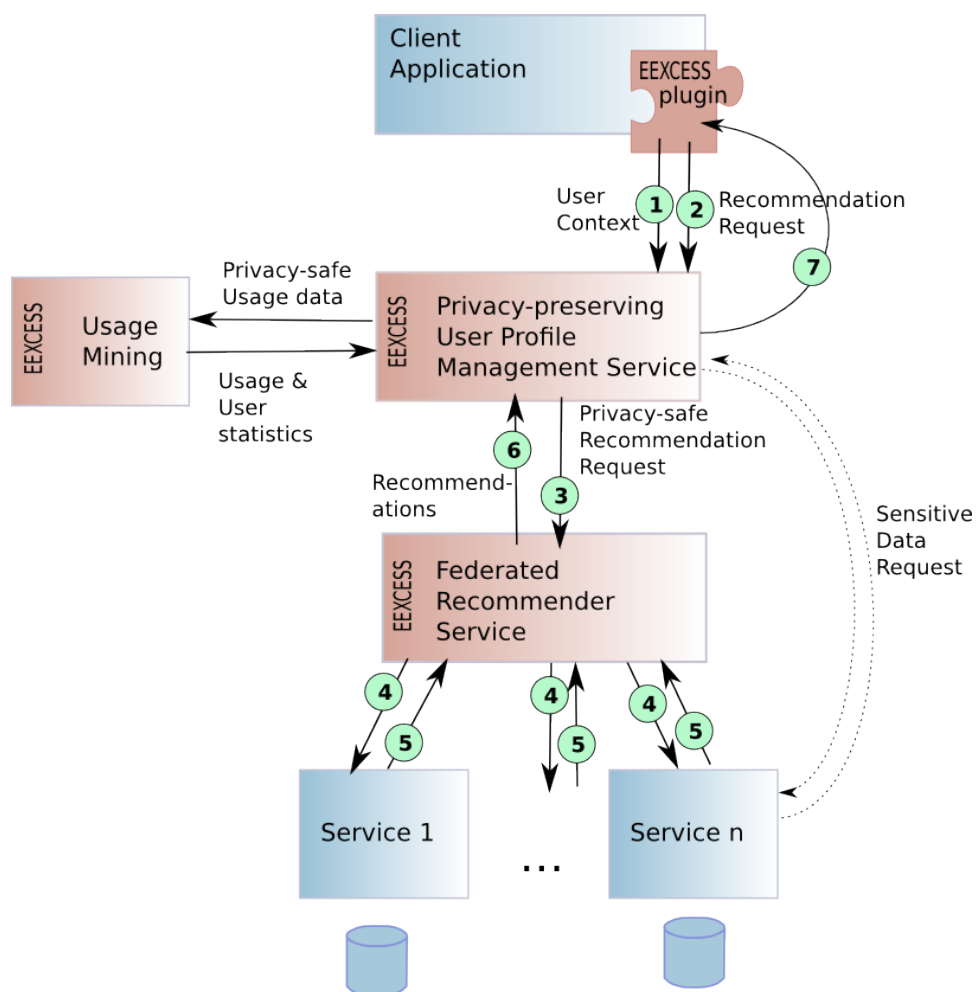 Client
Application
EEXCESS
plugin
User
Context
1
2
Recommendation
Request
7
Privacy-safe
Usage data
EEXCESS
Usage
Mining
EEXCESS
Privacy-preserving
User Profile
Management Service
Usage &
User
statistics
6
Recommend-
ations
Privacy-safe
Recommendation
Request
3
Sensitive
Data
Request
EEXCESS
Federated
Recommender
Service
4
5
4
5
4
5
Service 1
...
Service n